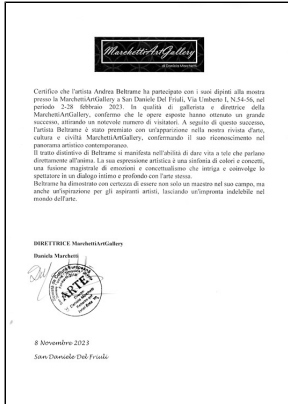 MarchettiArtGallery
di Daniela Marchetti
Certifico che l'artista Andrea Beltrame ha partecipato con i suoi dipinti alla mostra
presso la MarchettiArtGallery a San Daniele Del Friuli, Via Umberto I, N.54-56, nel
periodo 2-28 febbraio 2023. In qualità di gallerista e direttrice della
MarchettiArtGallery, confermo che le opere esposte hanno ottenuto un grande
successo, attirando un notevole numero di visitatori. A seguito di questo successo,
l'artista Beltrame è stato premiato con un'apparizione nella nostra rivista d'arte,
cultura e civiltà MarchettiArtGallery, confermando il suo riconoscimento nel
panorama artistico contemporaneo.
Il tratto distintivo di Beltrame si manifesta nell'abilità di dare vita a tele che parlano
direttamente all'anima. La sua espressione artistica è una sinfonia di colori e concetti,
una fusione magistrale di emozioni e concettualismo che intriga e coinvolge lo
spettatore in un dialogo intimo e profondo con l'arte stessa.
Beltrame ha dimostrato con certezza di essere non solo un maestro nel suo campo, ma
anche un'ispirazione per gli aspiranti artisti, lasciando un'impronta indelebile nel
mondo dell'arte.
DIRETTRICE MarchettiArtGallery
Daniela Marchetti
ARTE
8 Novembre 2023
San Daniele Del Friuli